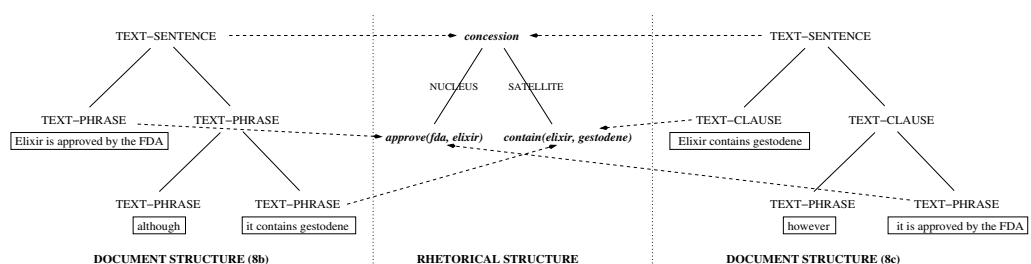 TEXT−SENTENCE concession TEXT−SENTENCE
NUCLEUS SATELLITE
TEXT−PHRASE TEXT−PHRASE approve(fda, elixir) contain(elixir, gestodene) TEXT−CLAUSE TEXT−CLAUSE
Elixir is approved by the FDA Elixir contains gestodene
TEXT−PHRASE TEXT−PHRASE TEXT−PHRASE TEXT−PHRASE
although it contains gestodene however it is approved by the FDA
DOCUMENT STRUCTURE (8b) RHETORICAL STRUCTURE DOCUMENT STRUCTURE (8c)